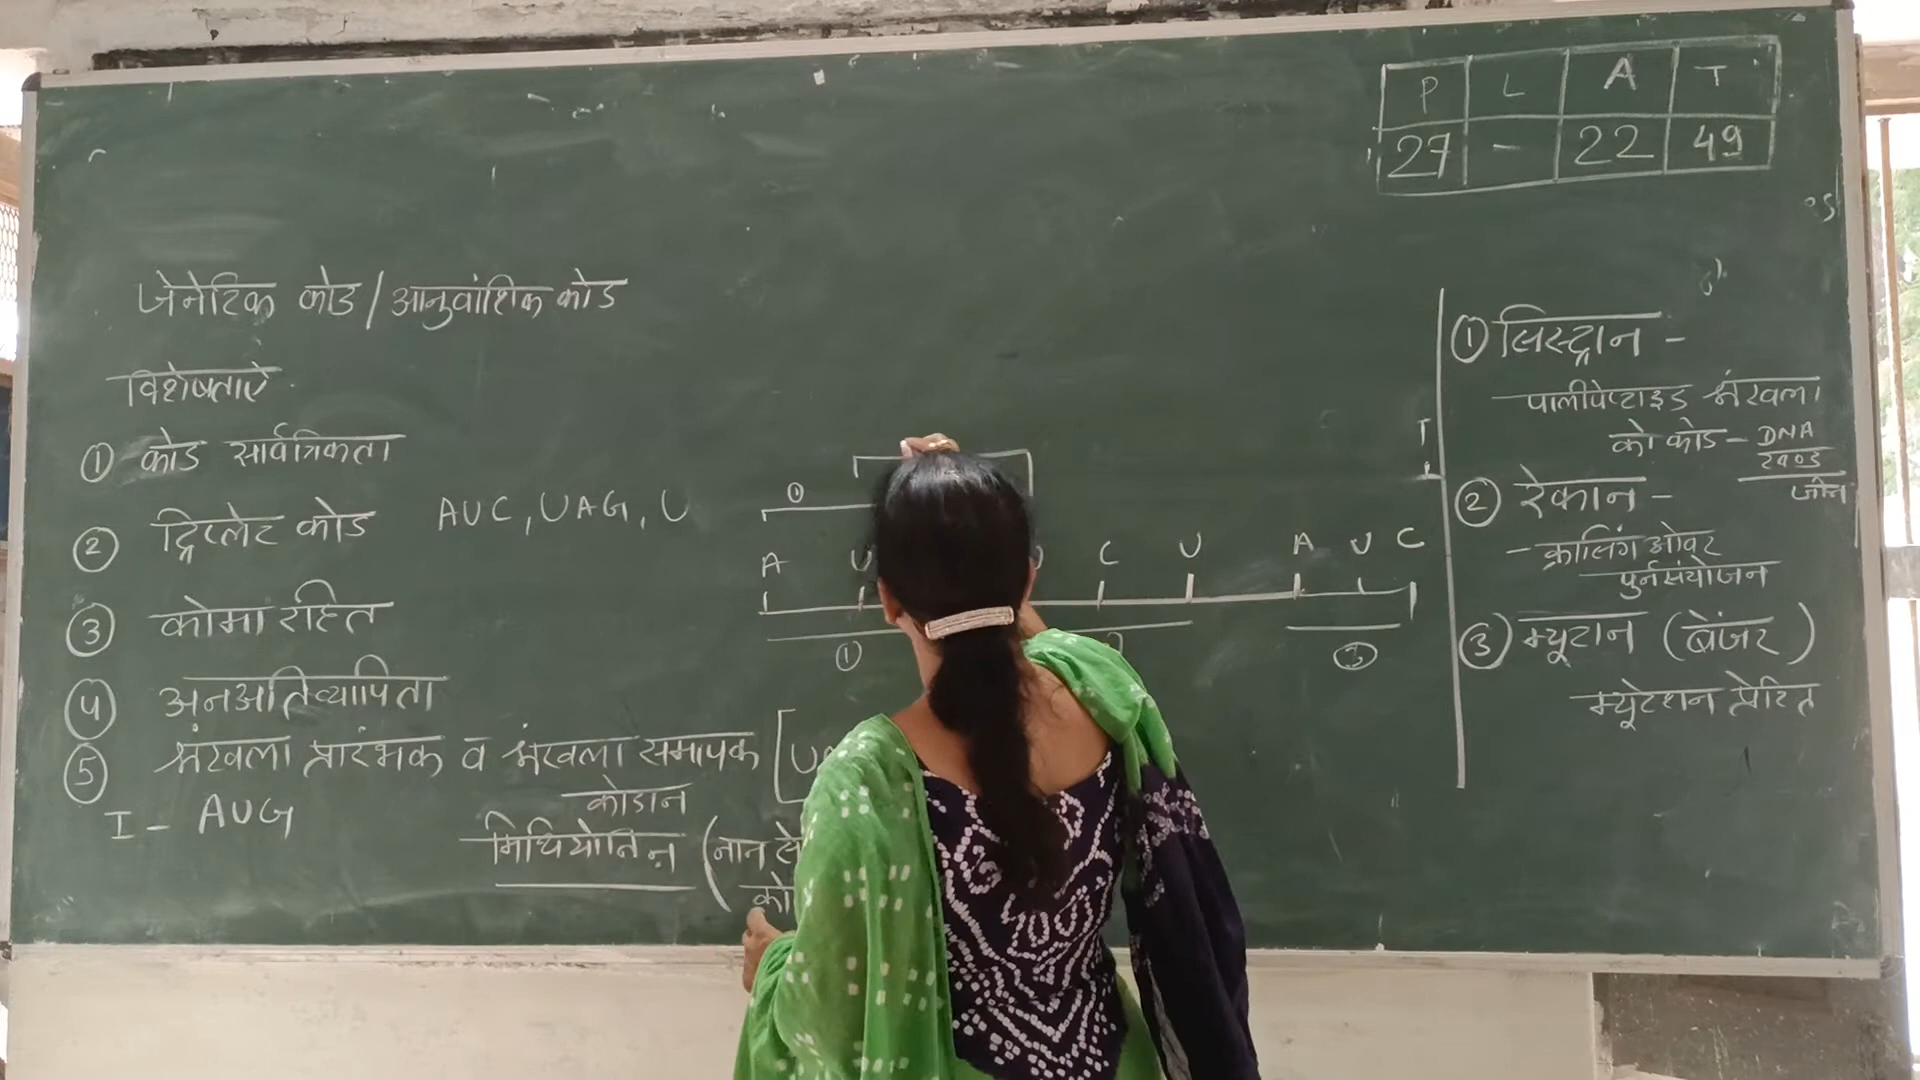 P L A T
27 - 22 49
जेनेटिक कोड / आनुवांशिक कोड
विशेषताऐ
① कोड सार्वत्रिकता
② ट्रिप्लेट कोड AUC, UAG, U
③ कोमा रहित
④ अनअतिव्यापिता
⑤ श्रंखला प्रारंभक व श्रंखला समापक [U
कोडान
I - AUG
मिथियोनिन (नान से
को
①
A U C U A U C
① ③
① सिस्ट्रान -
पालीपेप्टाइड श्रंखला
को कोड - DNA
खण्ड
जीन
② रेकान -
- क्रासिंग ओवर
पुर्नसंयोजन
③ म्यूटान (बेंजर)
म्यूटेशन प्रेरित